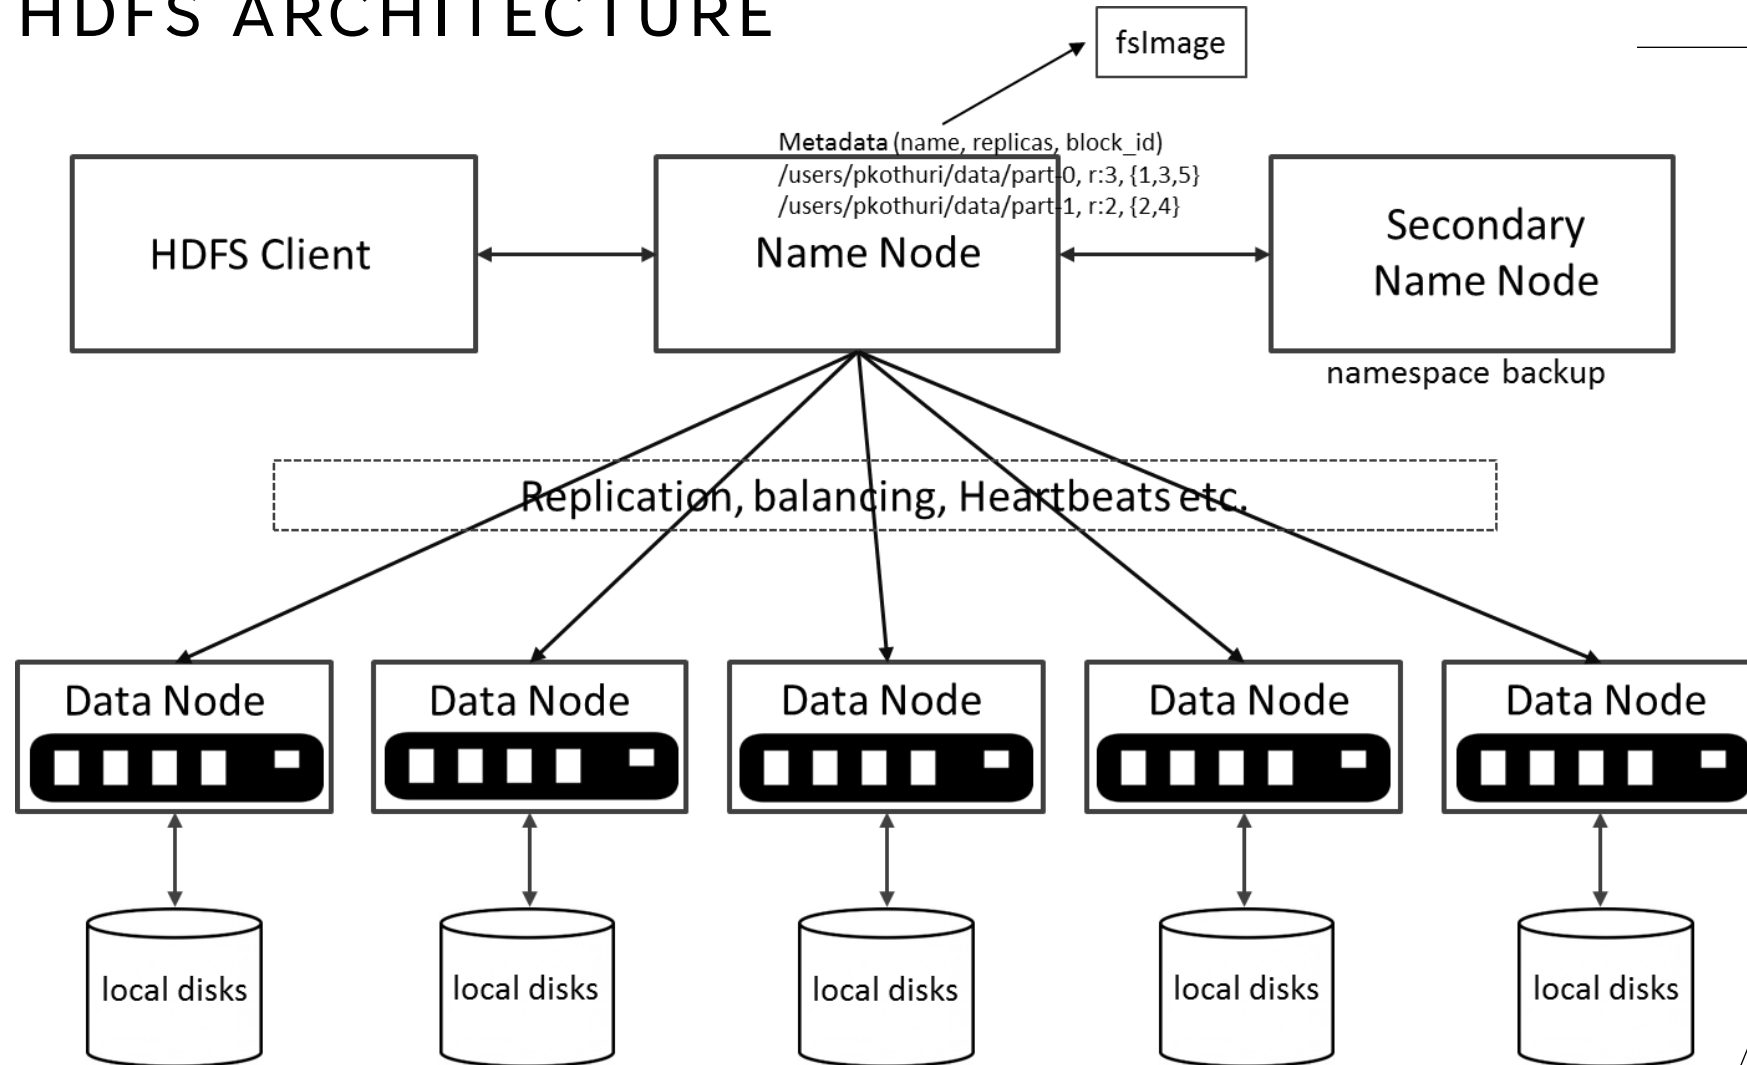 HDFS ARCHITECTURE
fsImage
Metadata (name, replicas, block_id)
/users/pkothuri/data/part-0, r:3, {1,3,5}
/users/pkothuri/data/part-1, r:2, {2,4}
HDFS Client
Name Node
Secondary
Name Node
namespace backup
Replication, balancing, Heartbeats etc.
Data Node
Data Node
Data Node
Data Node
Data Node
local disks
local disks
local disks
local disks
local disks